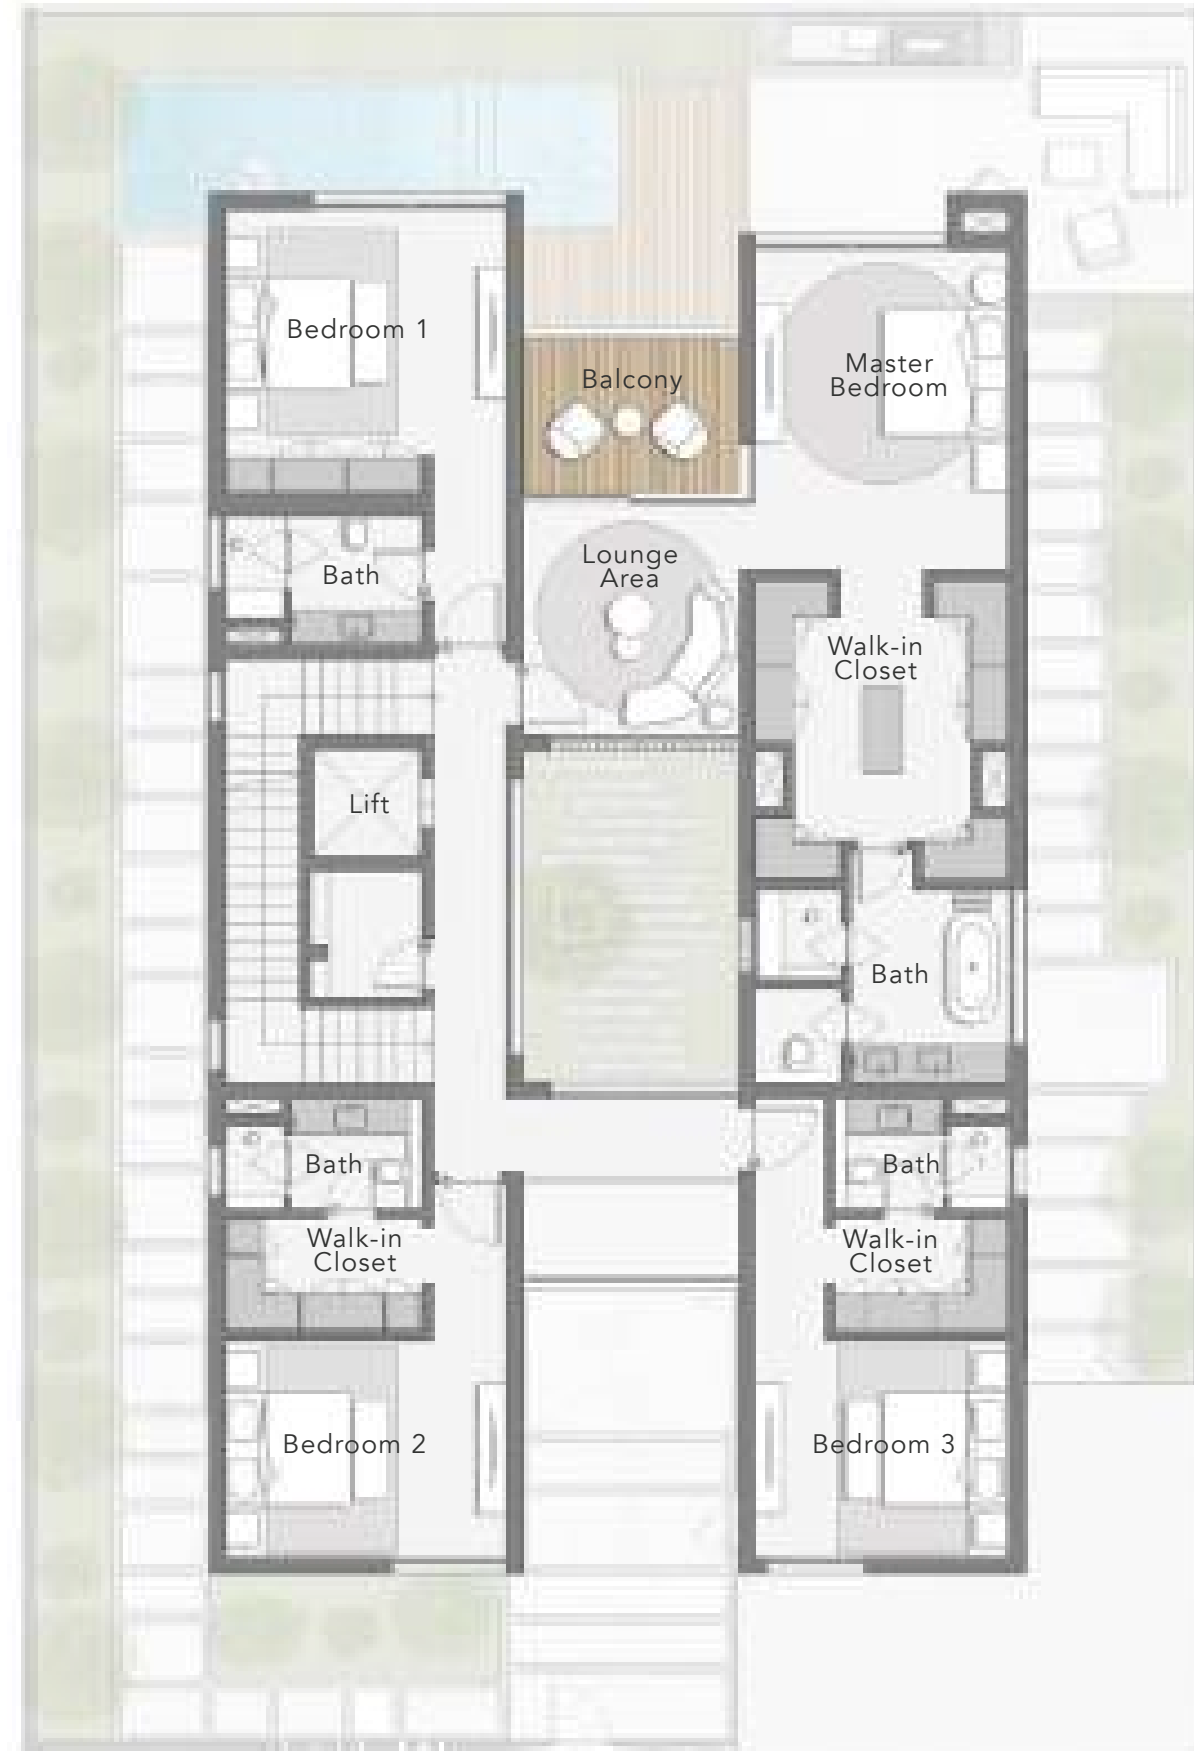 Bedroom 1
Balcony
Master
Bedroom
Lounge
Area
Bath
Walk-in
Closet
Lift
Bath
Bath
Bath
Walk-in
Closet
Walk-in
Closet
Bedroom 2
Bedroom 3